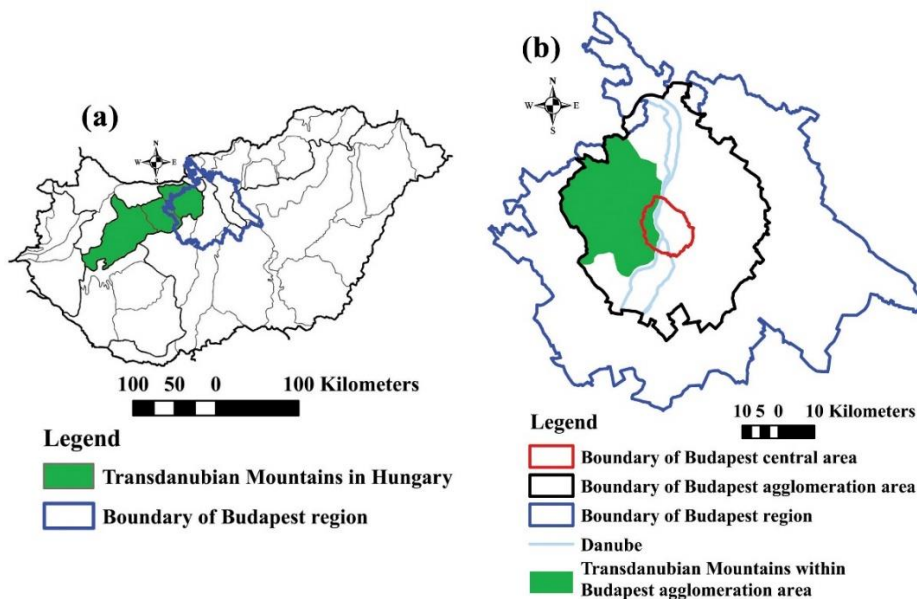 (a)
N
W E
S
100 50 0 100 Kilometers
Legend
Transdanubian Mountains in Hungary
Boundary of Budapest region
(b)
N
W E
S
10 5 0 10 Kilometers
Legend
Boundary of Budapest central area
Boundary of Budapest agglomeration area
Boundary of Budapest region
Danube
Transdanubian Mountains within
Budapest agglomeration area